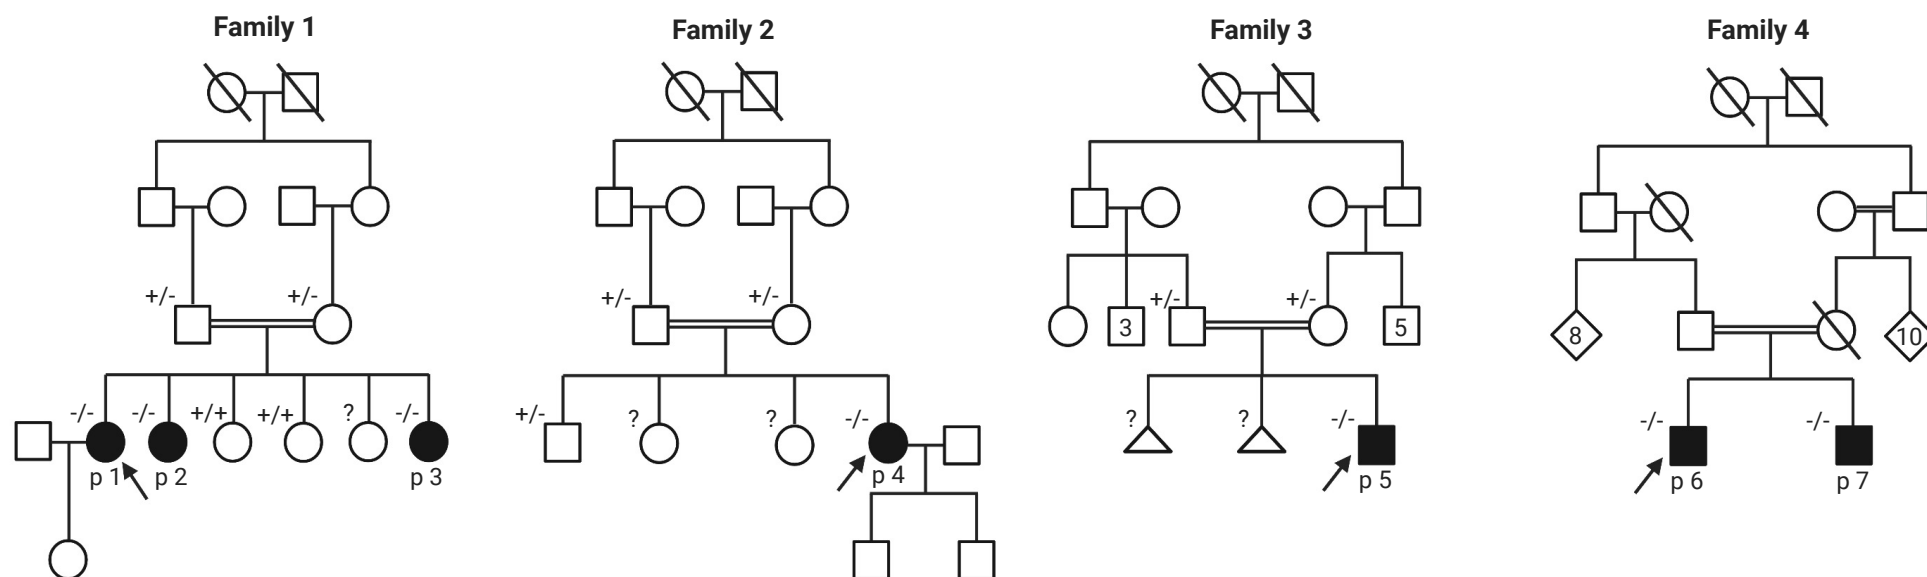 Family 1
Family 2
Family 3
Family 4
+/- +/-
+/- +/-
+/- +/-
3
5
8
10
-/- -/- +/+ +/+ ? -/-
p 1 p 2 p 3
+/- ? ? -/-
p 4
? ? -/-
p 5
-/- -/-
p 6 p 7